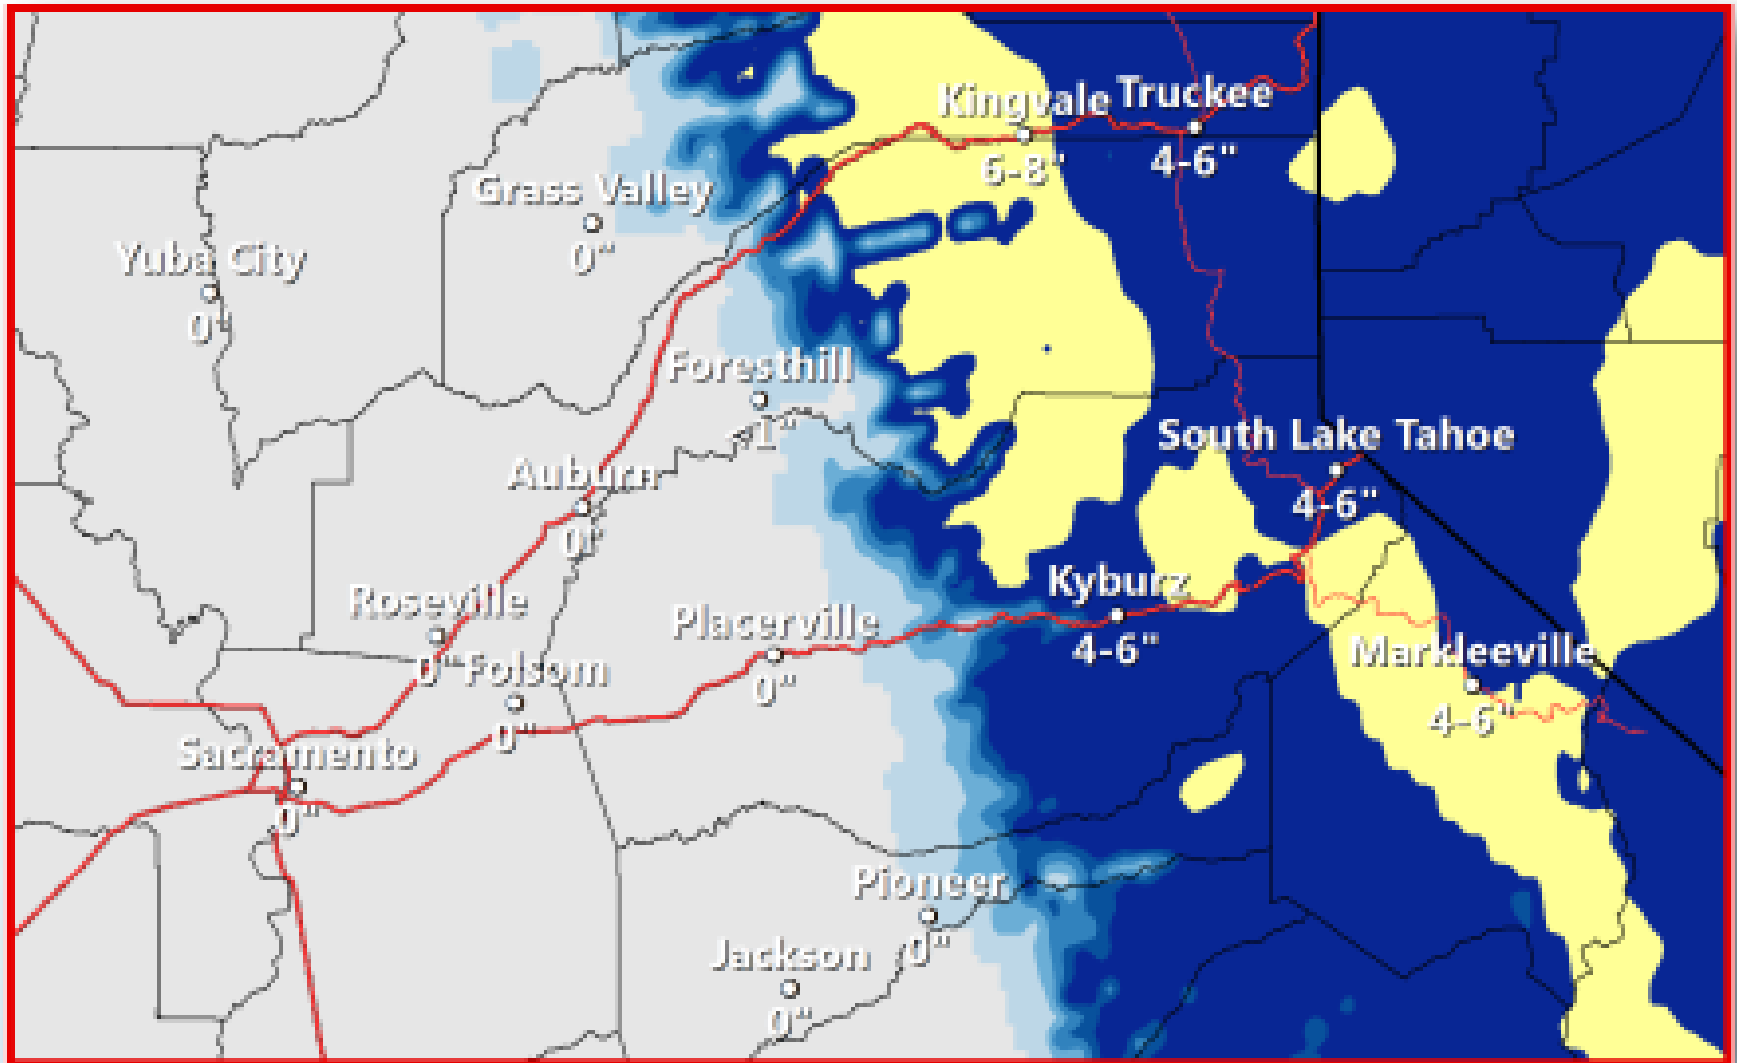 Kingvale
6-8"
Truckee
4-6"
Grass Valley
0"
Yuba City
0"
Foresthill
<1"
South Lake Tahoe
4-6"
Auburn
0"
Kyburz
4-6"
Roseville
0"
Placerville
0"
Folsom
0"
Markleeville
4-6"
Sacramento
0"
Pioneer
0"
Jackson
0"